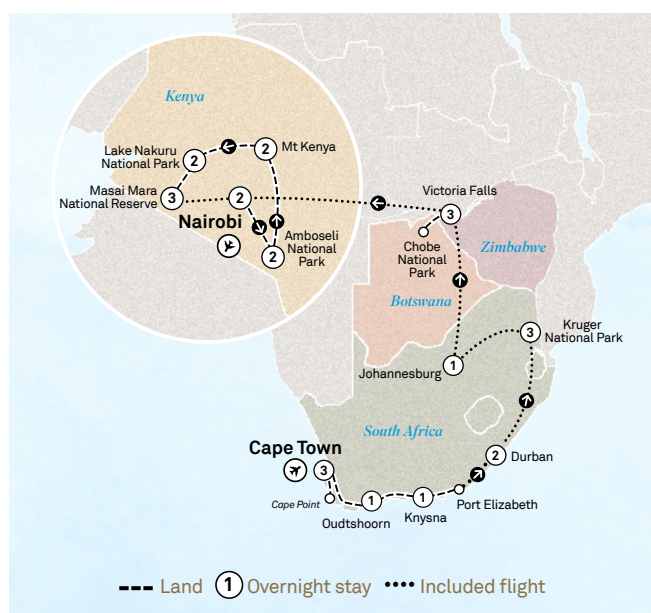 Kenya
Lake Nakuru
National Park
2
2
Mt Kenya
Masai Mara
National Reserve
3
2
Nairobi
Amboseli
National
Park
2
Victoria Falls
3
Chobe
National
Park
Zimbabwe
Botswana
3
Kruger
National Park
Johannesburg
1
South Africa
Cape Town
3
2
Durban
Cape Point
1
1
Port Elizabeth
Oudtshoorn
Knysna
Land
1
Overnight stay
Included flight